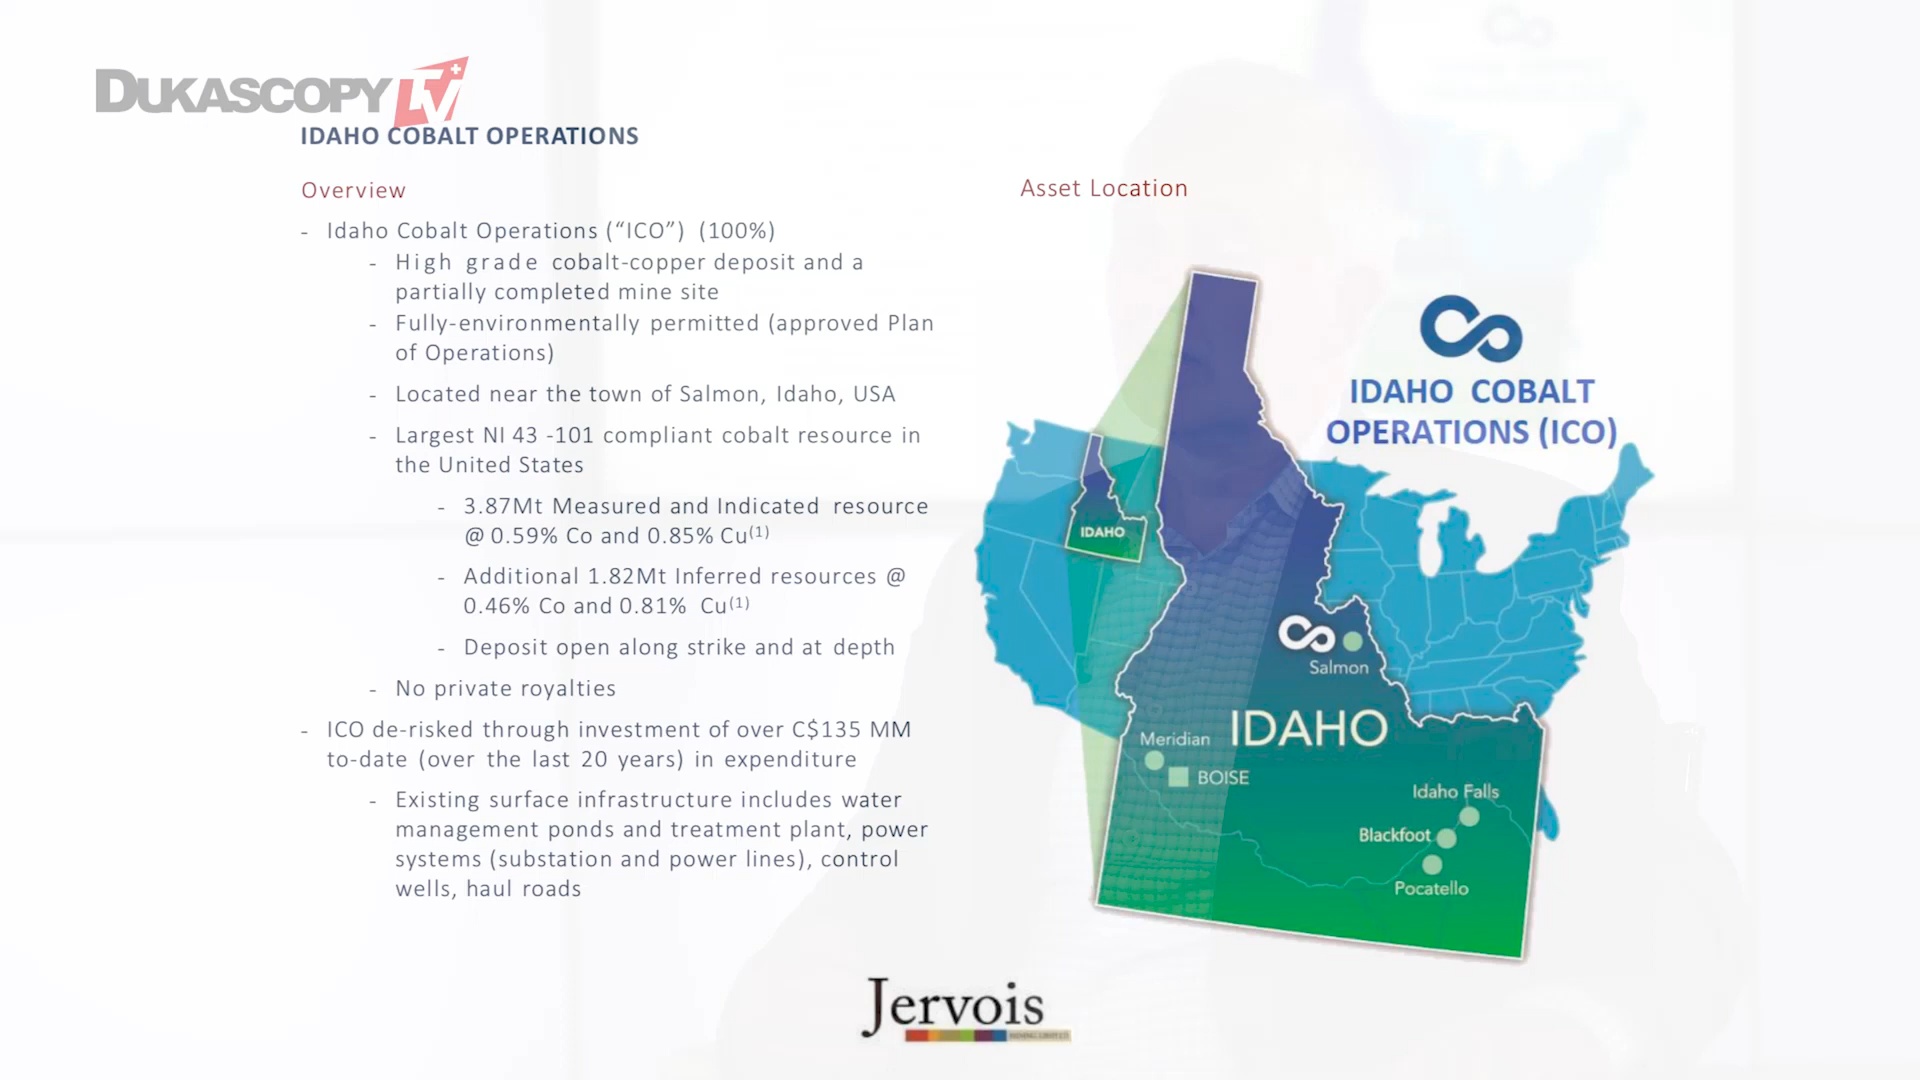 DUKASCOPY TV
IDAHO COBALT OPERATIONS
Overview
- Idaho Cobalt Operations (“ICO”) (100%)
- High grade cobalt-copper deposit and a
partially completed mine site
- Fully-environmentally permitted (approved Plan
of Operations)
- Located near the town of Salmon, Idaho, USA
- Largest NI 43 -101 compliant cobalt resource in
the United States
- 3.87Mt Measured and Indicated resource
@ 0.59% Co and 0.85% Cu(1)
- Additional 1.82Mt Inferred resources @
0.46% Co and 0.81% Cu(1)
- Deposit open along strike and at depth
- No private royalties
- ICO de-risked through investment of over C$135 MM
to-date (over the last 20 years) in expenditure
- Existing surface infrastructure includes water
management ponds and treatment plant, power
systems (substation and power lines), control
wells, haul roads
Asset Location
IDAHO COBALT
OPERATIONS (ICO)
IDAHO
Salmon
IDAHO
Meridian
BOISE
Idaho Falls
Blackfoot
Pocatello
Jervois
MINING LIMITED